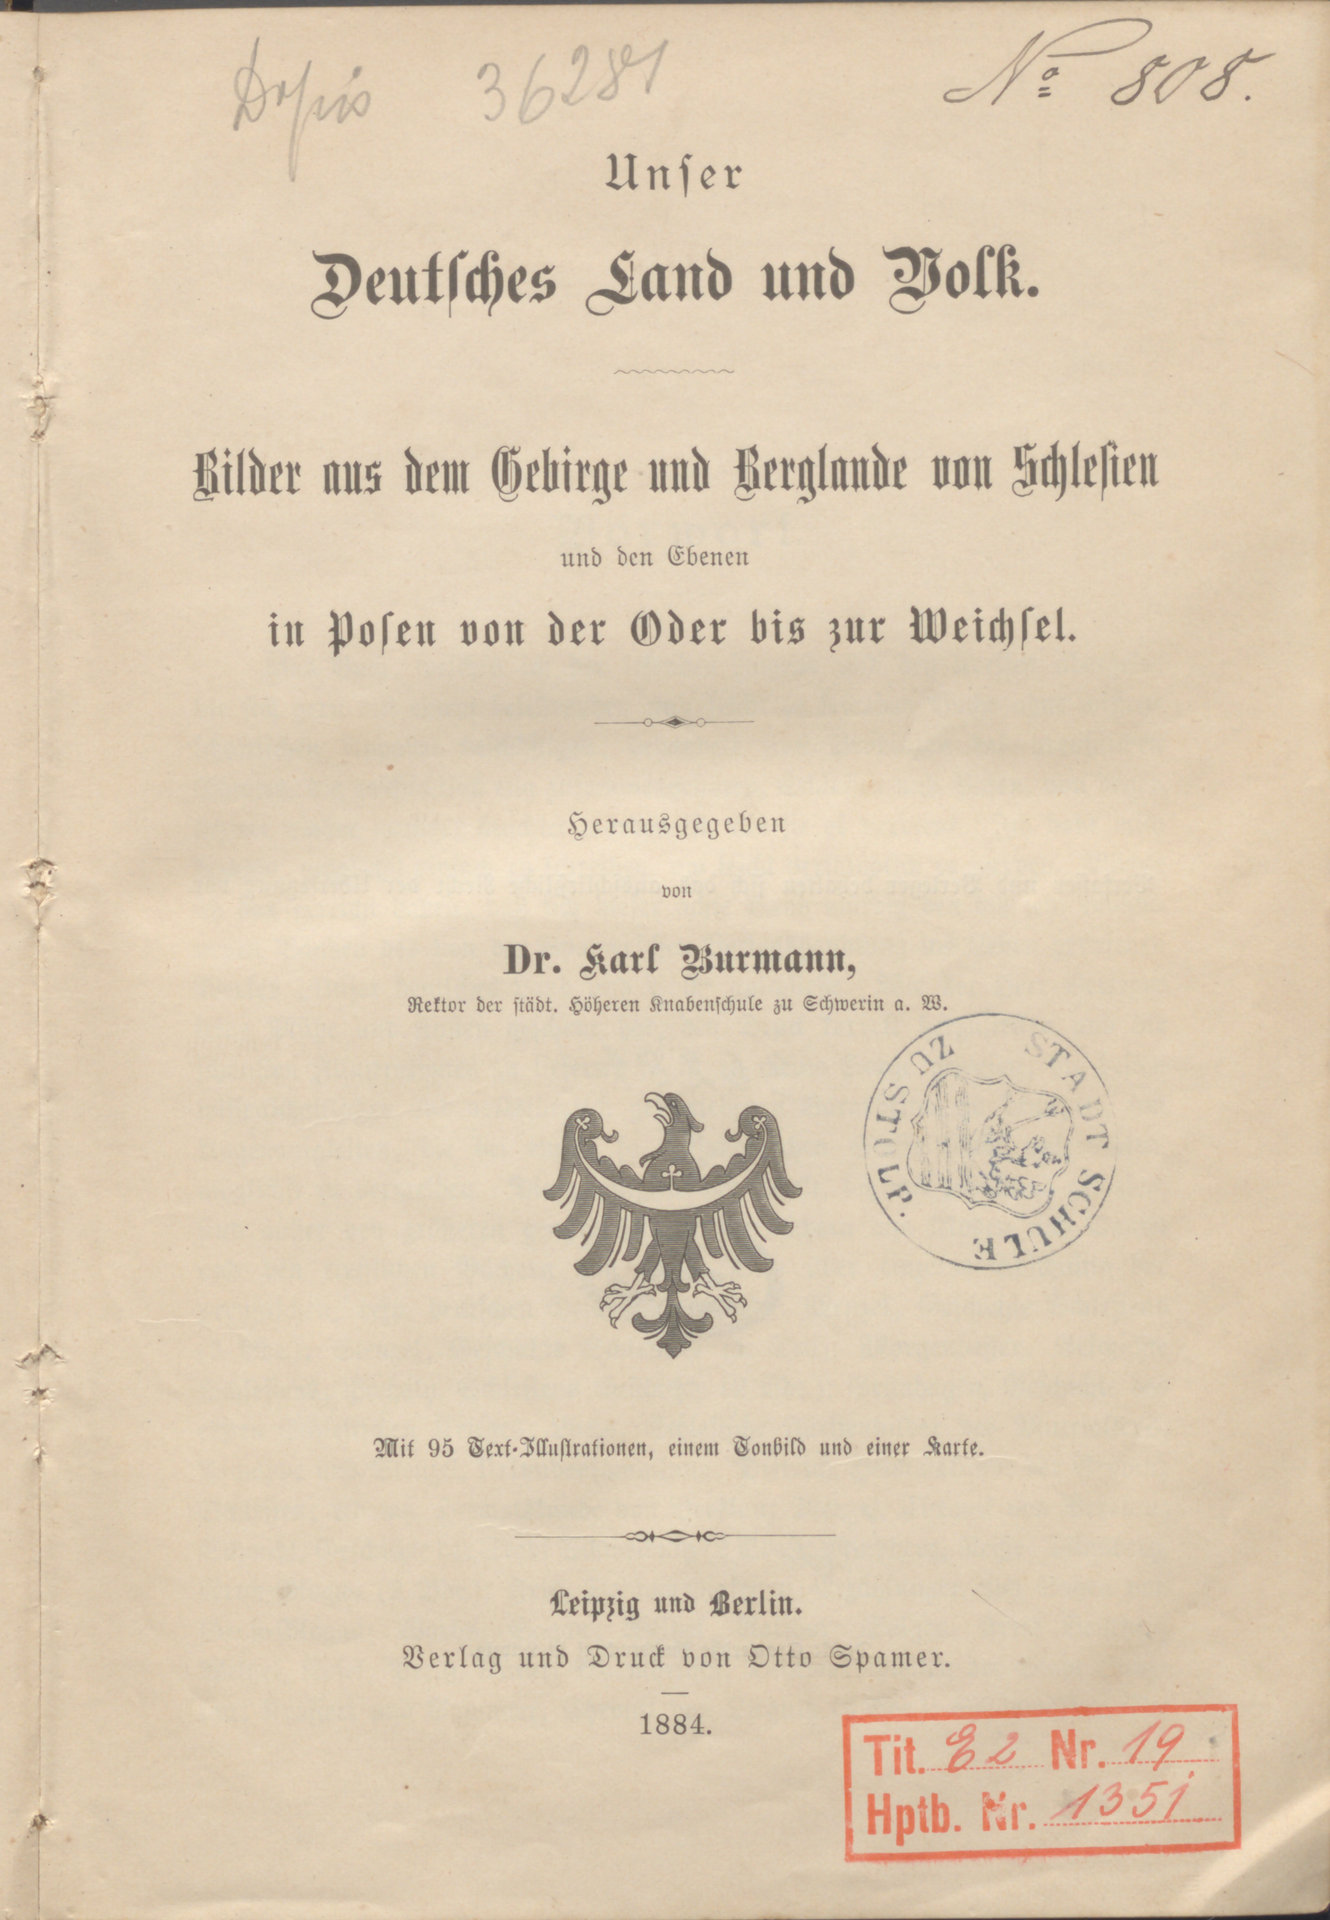 Dopis 36281
No 808.
Unſer
Deutſches Land und Volk.
Bilder aus dem Gebirge und Berglande von Schleſien
und den Ebenen
in Poſen von der Oder bis zur Weichſel.
Herausgegeben
von
Dr. Karl Burmann,
Rektor der ſtädt. Höheren Knabenſchule zu Schwerin a. W.
STADT SCHULE ZU STOLP.
Mit 95 Text-Illuſtrationen, einem Tonbild und einer Karte.
Leipzig und Berlin.
Verlag und Druck von Otto Spamer.
1884.
Tit. E2 Nr. 19
Hptb. Nr. 1351